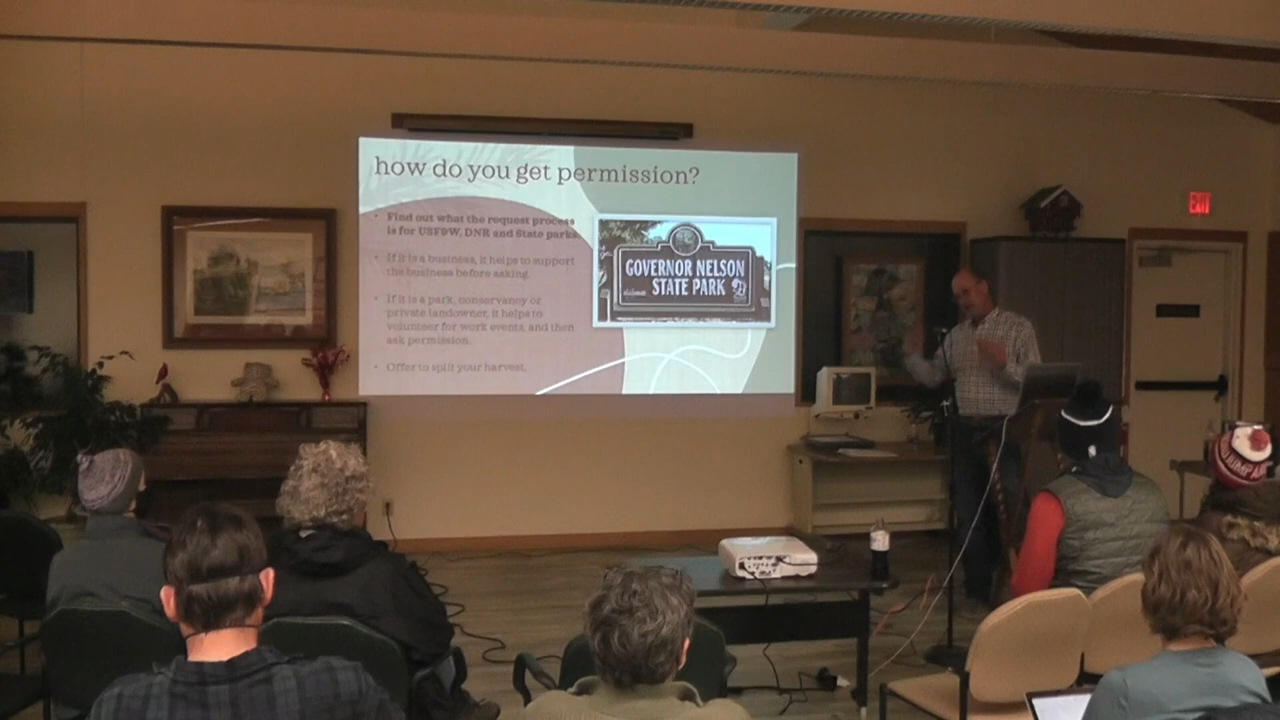 how do you get permission?
• Find out what the request process
is for USFDW, DNR and State parks.
• If it is a business, it helps to support
the business before asking.
• If it is a park, conservancy or
private landowner, it helps to
volunteer for work events, and then
ask permission.
• Offer to split your harvest.
GOVERNOR NELSON
STATE PARK
EXIT